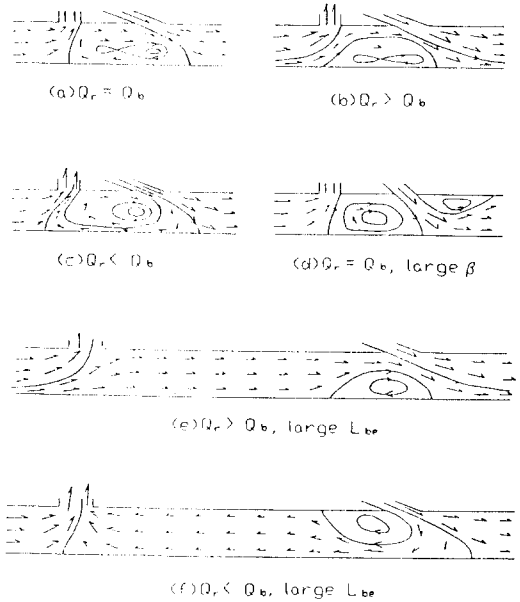 (a)Qr = Qb
(b)Qr > Qb
(c)Qr < Qb
(d)Qr = Qb, large β
(e)Qr > Qb, large Lbe
(f)Qr < Qb, large Lbe